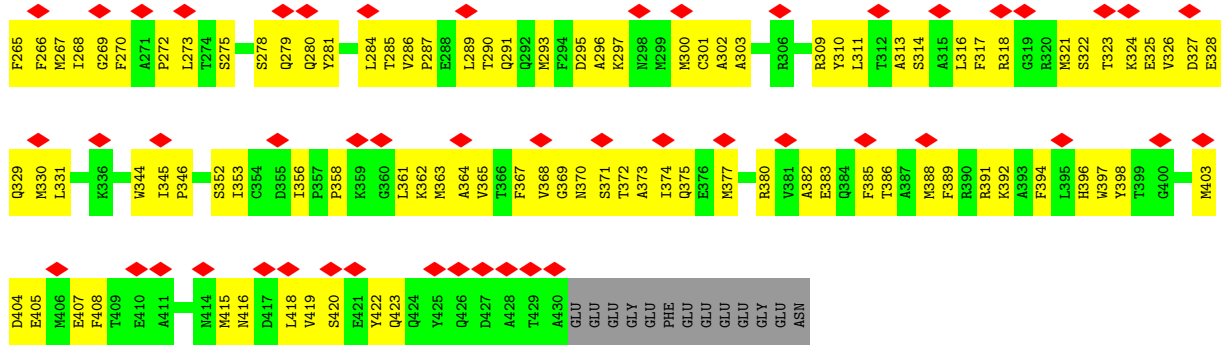 F265 F266 M267 I268 G269 F270 A271 P272 L273 T274 S275 S278 Q279 Q280 Y281 L284 T285 V286 P287 E288 L289 T290 Q291 Q292 M293 F294 D295 A296 K297 N298 M299 M300 C301 A302 A303 R306 R309 Y310 L311 T312 A313 S314 A315 L316 F317 R318 G319 R320 M321 S322 T323 K324 E325 V326 D327 E328
Q329 M330 L331 K336 W344 I345 P346 S352 I353 C354 D355 I356 P357 P358 K359 G360 L361 K362 M363 A364 V365 T366 F367 V368 G369 N370 S371 T372 A373 I374 Q375 E376 M377 R380 V381 A382 E383 Q384 F385 T386 A387 M388 F389 R390 R391 K392 A393 F394 L395 H396 W397 Y398 T399 G400 M403
D404 E405 M406 E407 F408 T409 E410 A411 N414 M415 N416 D417 L418 V419 S420 E421 Y422 Q423 Q424 Y425 Q426 D427 A428 T429 A430 GLU GLU GLU GLY GLU PHE GLU GLU GLU GLU GLU GLY GLU ASN